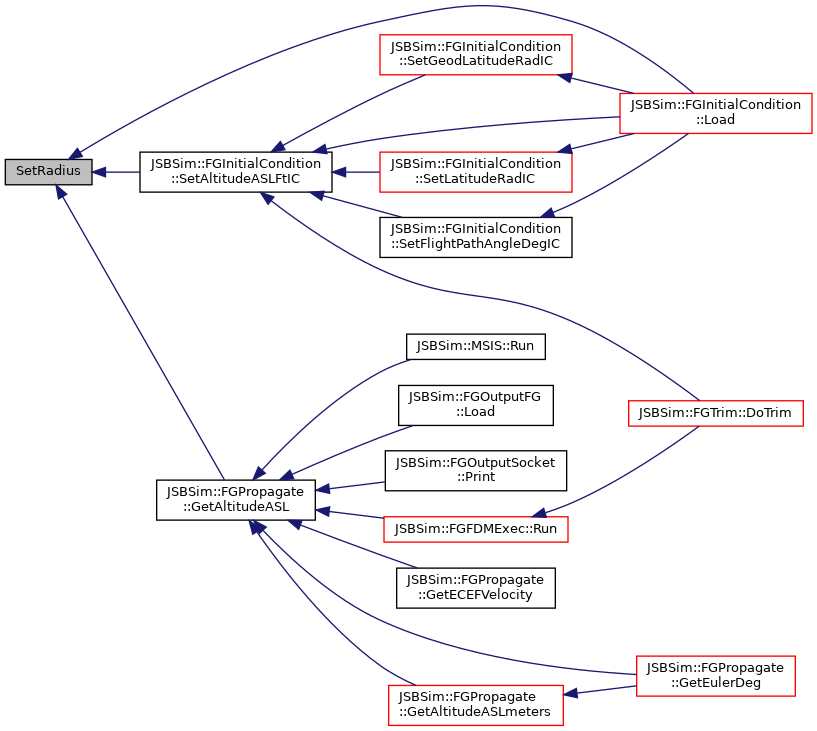 JSBSim::FGInitialCondition
::SetGeodLatitudeRadIC
JSBSim::FGInitialCondition
::Load
SetRadius
JSBSim::FGInitialCondition
::SetAltitudeASLFtIC
JSBSim::FGInitialCondition
::SetLatitudeRadIC
JSBSim::FGInitialCondition
::SetFlightPathAngleDegIC
JSBSim::MSIS::Run
JSBSim::FGOutputFG
::Load
JSBSim::FGTrim::DoTrim
JSBSim::FGOutputSocket
::Print
JSBSim::FGPropagate
::GetAltitudeASL
JSBSim::FGFDMExec::Run
JSBSim::FGPropagate
::GetECEFVelocity
JSBSim::FGPropagate
::GetEulerDeg
JSBSim::FGPropagate
::GetAltitudeASLmeters